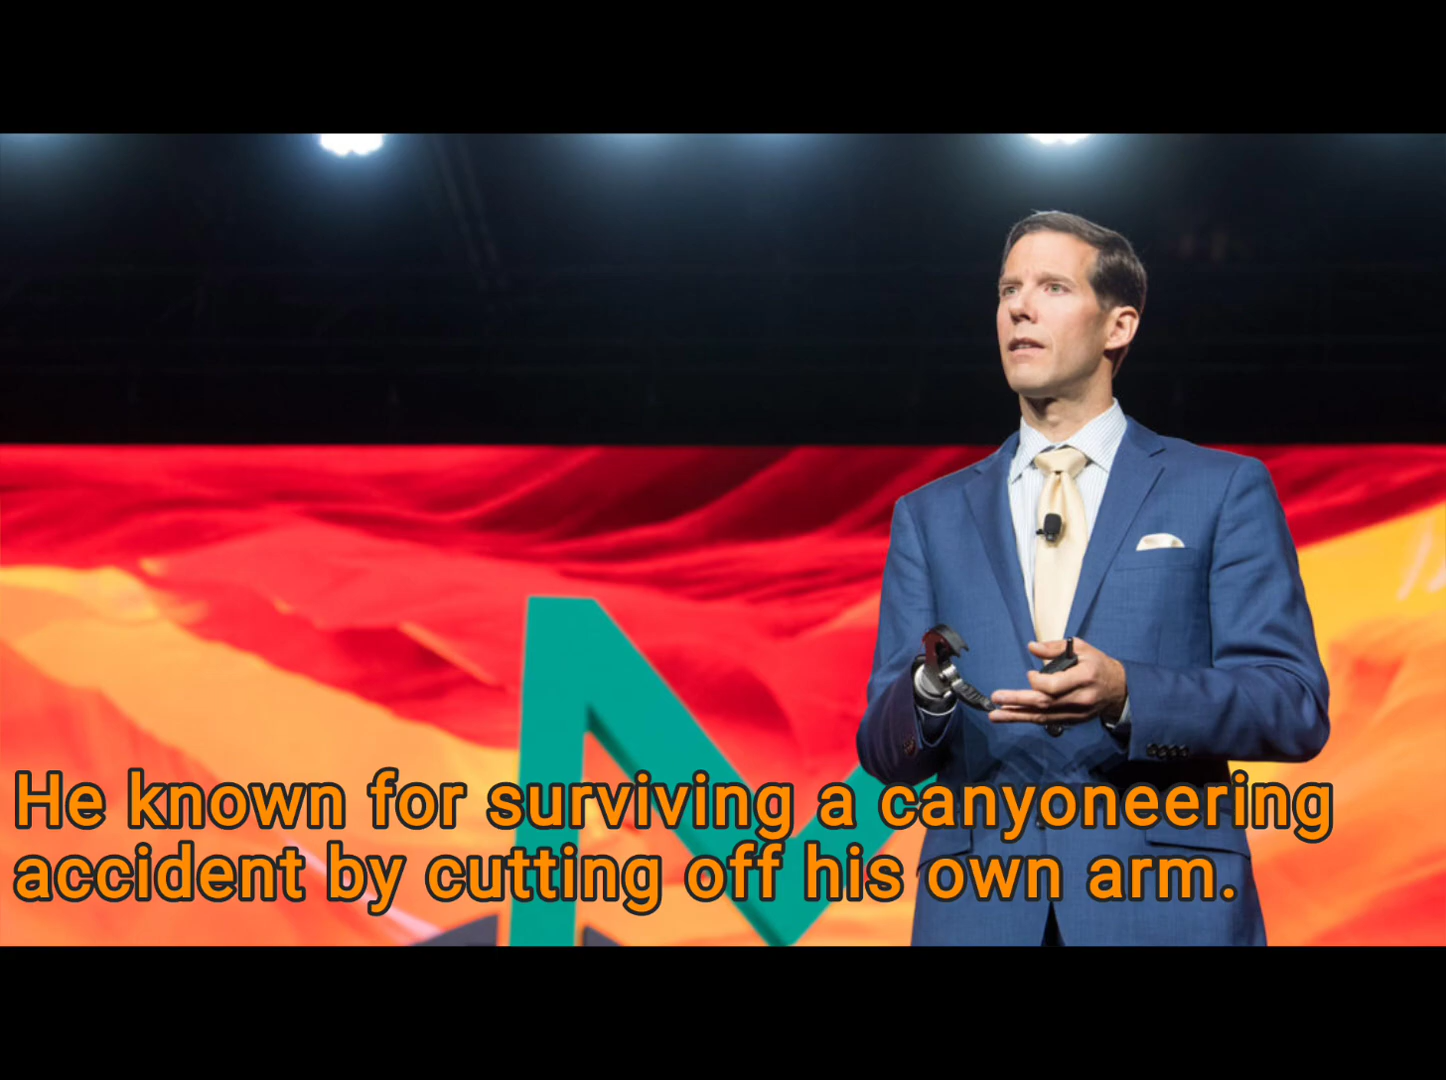 He known for surviving a canyoneering
accident by cutting off his own arm.